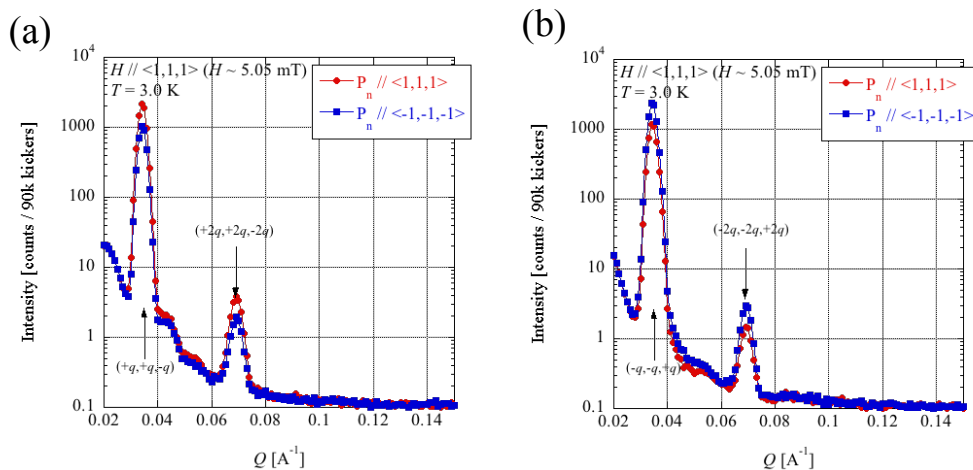 (a)
H // <1,1,1> (H ~ 5.05 mT)
T = 3.0 K
P_n // <1,1,1>
P_n // <-1,-1,-1>
10^4
1000
100
10
1
0.1
Intensity [counts / 90k kickers]
(+2q,+2q,-2q)
(+q,+q,-q)
0.02 0.04 0.06 0.08 0.1 0.12 0.14
Q [A^-1]
(b)
H // <1,1,1> (H ~ 5.05 mT)
T = 3.0 K
P_n // <1,1,1>
P_n // <-1,-1,-1>
10^4
1000
100
10
1
0.1
Intensity [counts / 90k kickers]
(-2q,-2q,+2q)
(-q,-q,+q)
0.02 0.04 0.06 0.08 0.1 0.12 0.14
Q [A^-1]